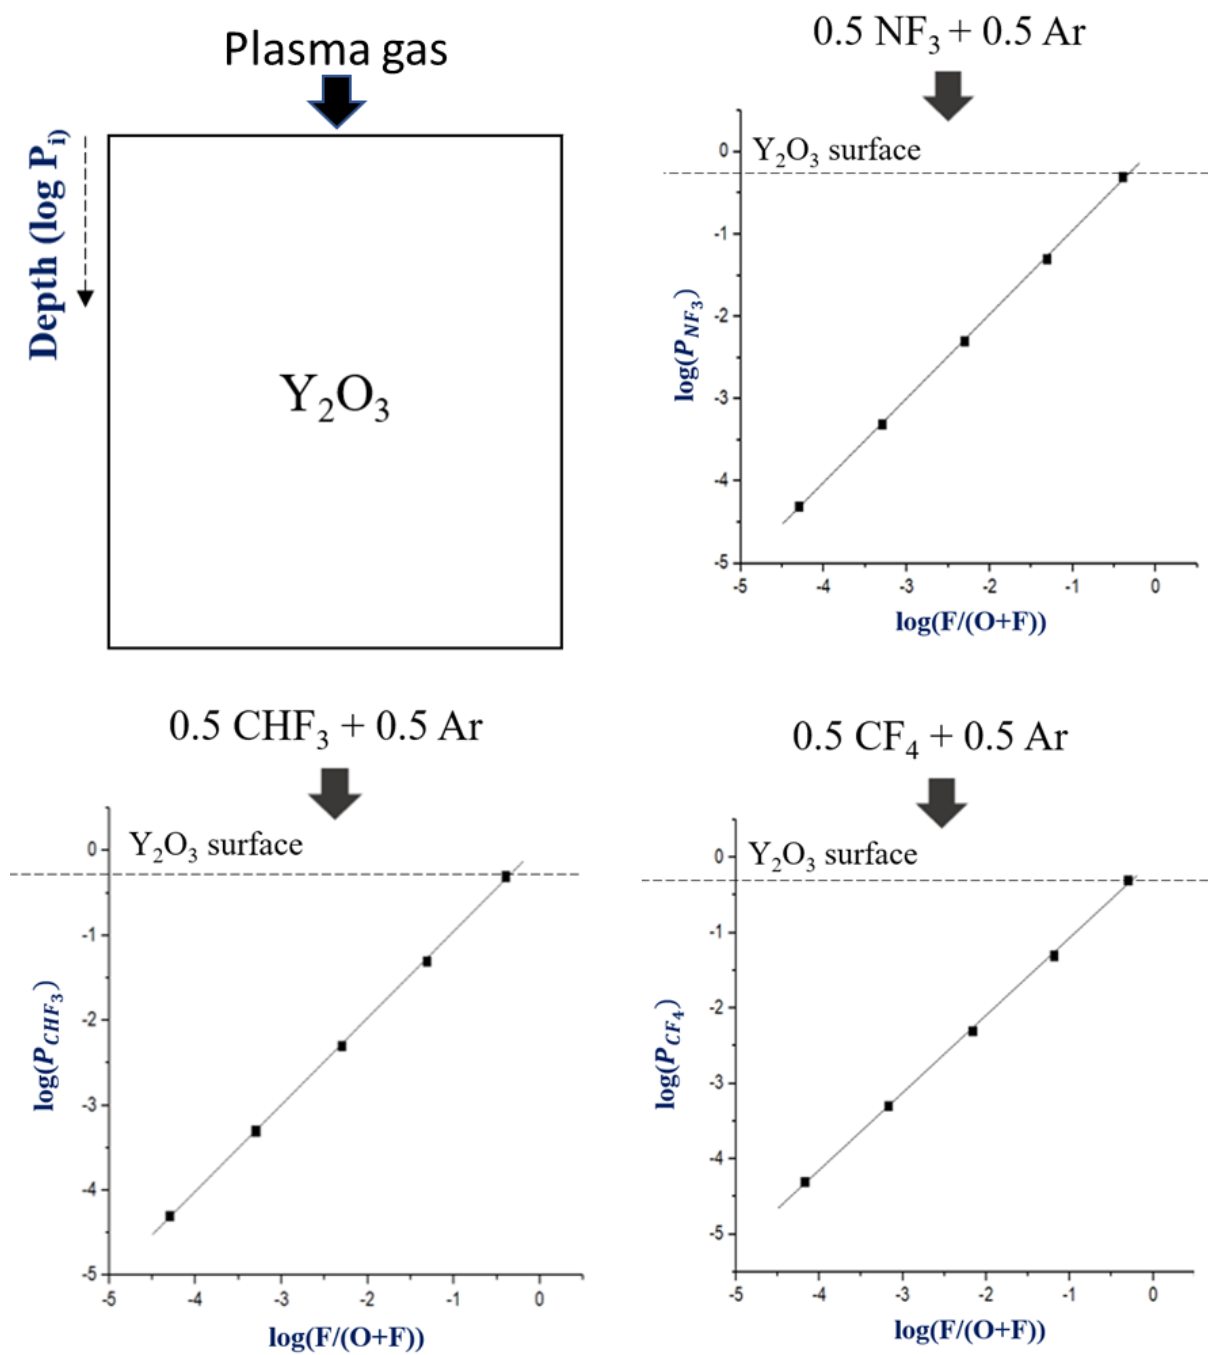 Plasma gas
Depth (log Pi)
Y2O3
0.5 NF3 + 0.5 Ar
Y2O3 surface
0
-1
-2
-3
-4
-5
log(PNF3)
-5 -4 -3 -2 -1 0
log(F/(O+F))
0.5 CHF3 + 0.5 Ar
Y2O3 surface
0
-1
-2
-3
-4
-5
log(PCHF3)
-5 -4 -3 -2 -1 0
log(F/(O+F))
0.5 CF4 + 0.5 Ar
Y2O3 surface
0
-1
-2
-3
-4
-5
log(PCF4)
-5 -4 -3 -2 -1 0
log(F/(O+F))